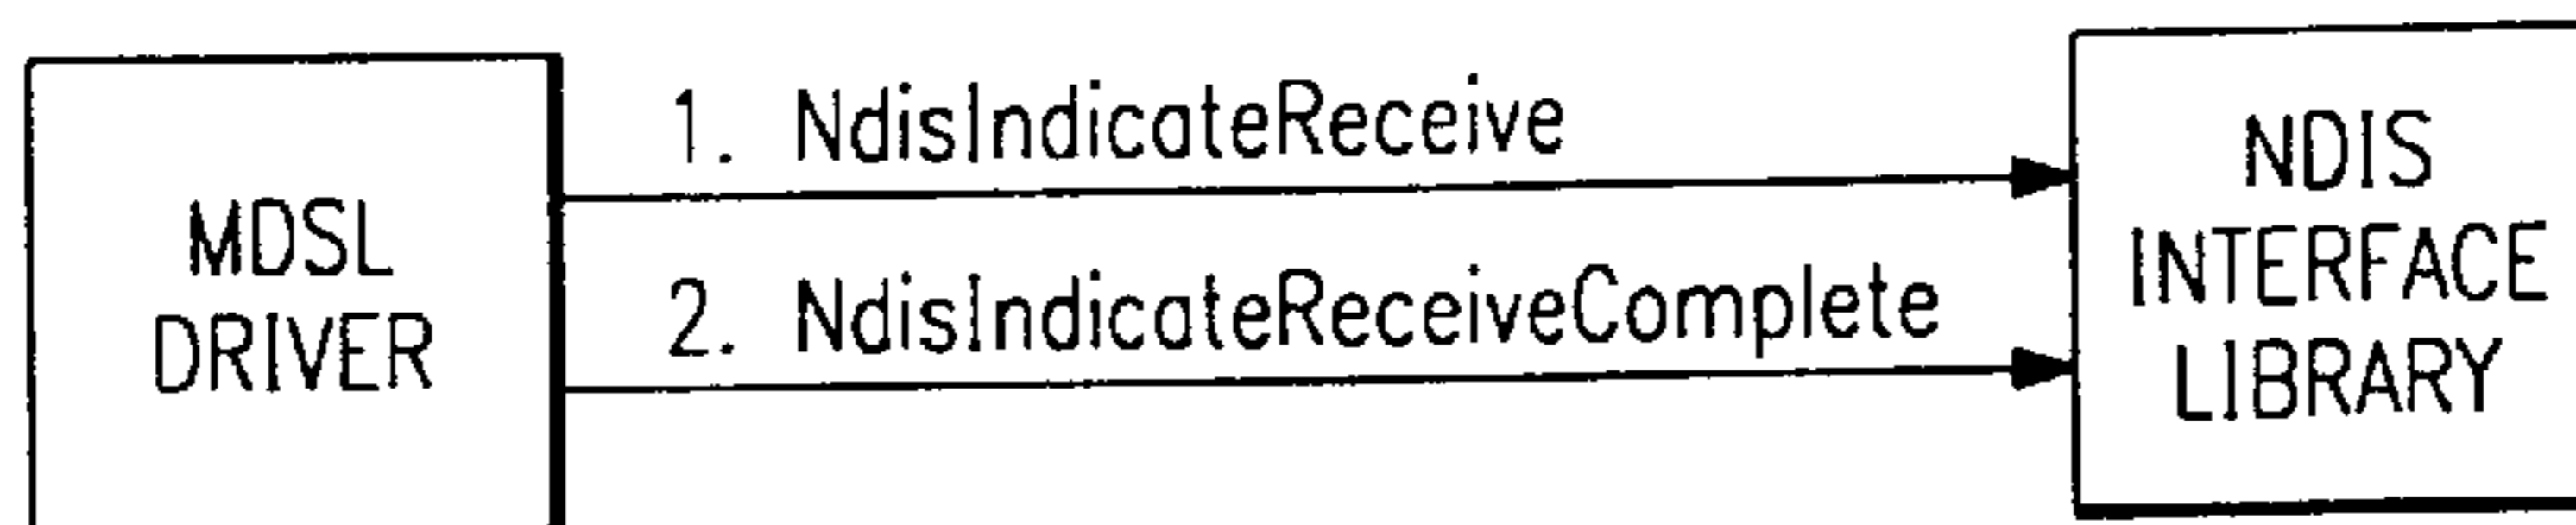 MDSL
DRIVER
1. NdisIndicateReceive
2. NdisIndicateReceiveComplete
NDIS
INTERFACE
LIBRARY